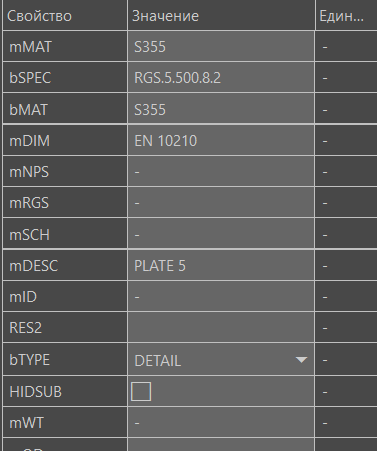 Свойство Значение Един...
mMAT S355 -
bSPEC RGS.5.500.8.2 -
bMAT S355 -
mDIM EN 10210 -
mNPS - -
mRGS - -
mSCH - -
mDESC PLATE 5 -
mID - -
RES2 -
bTYPE DETAIL -
HIDSUB -
mWT - -